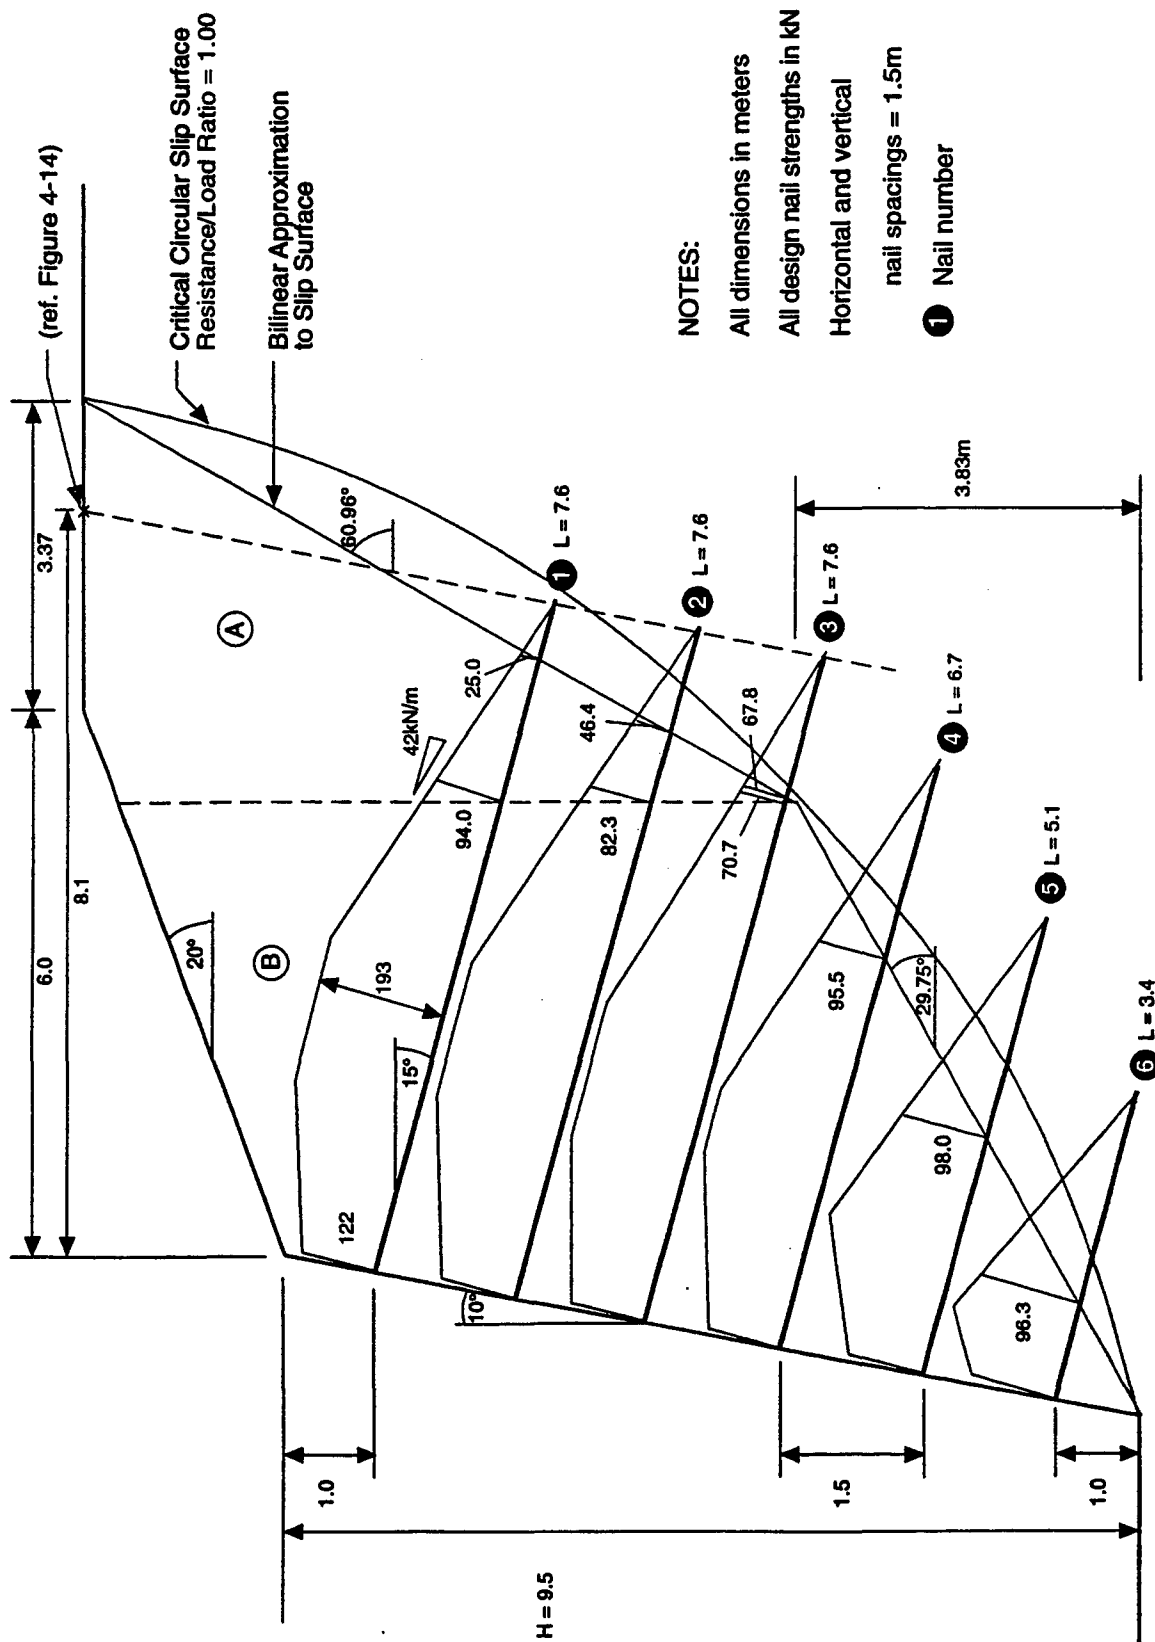 (ref. Figure 4-14)
Critical Circular Slip Surface
Resistance/Load Ratio = 1.00
Bilinear Approximation
to Slip Surface
3.37
6.0
8.1
A
B
20°
60.96°
42kN/m
193
122
15°
10°
94.0
25.0
1 L = 7.6
82.3
46.4
2 L = 7.6
70.7
67.8
3 L = 7.6
95.5
4 L = 6.7
29.75°
98.0
5 L = 5.1
96.3
6 L = 3.4
3.83m
1.0
1.5
1.0
H = 9.5
NOTES:
All dimensions in meters
All design nail strengths in kN
Horizontal and vertical
nail spacings = 1.5m
1 Nail number